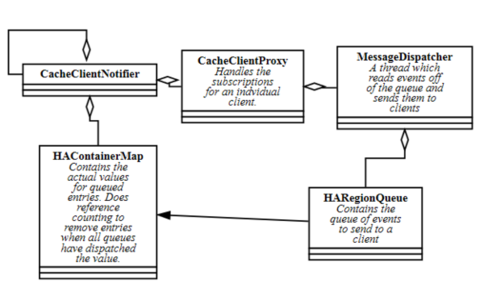 CacheClientNotifier
CacheClientProxy
Handles the
subscriptions
for an indvidual
client.
MessageDispatcher
A thread which
reads events off
of the queue and
sends them to
clients
HAContainerMap
Contains the
actual values
for queued
entries. Does
reference
counting to
remove entries
when all queues
have dispatched
the value.
HARegionQueue
Contains the
queue of events
to send to a
client